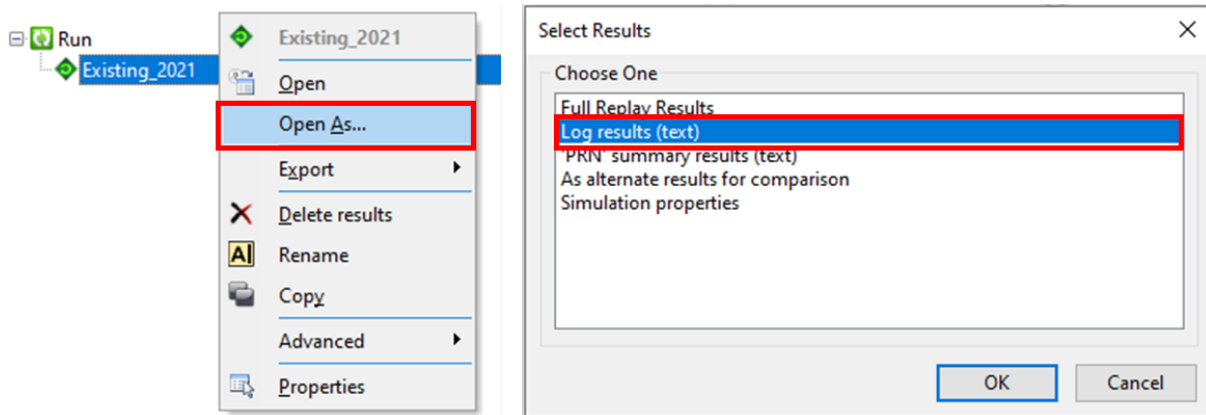 Run
Existing_2021
Existing_2021
Open
Open As...
Export
Delete results
AI Rename
Copy
Advanced
Properties
Select Results
Choose One
Full Replay Results
Log results (text)
'PRN' summary results (text)
As alternate results for comparison
Simulation properties
OK
Cancel